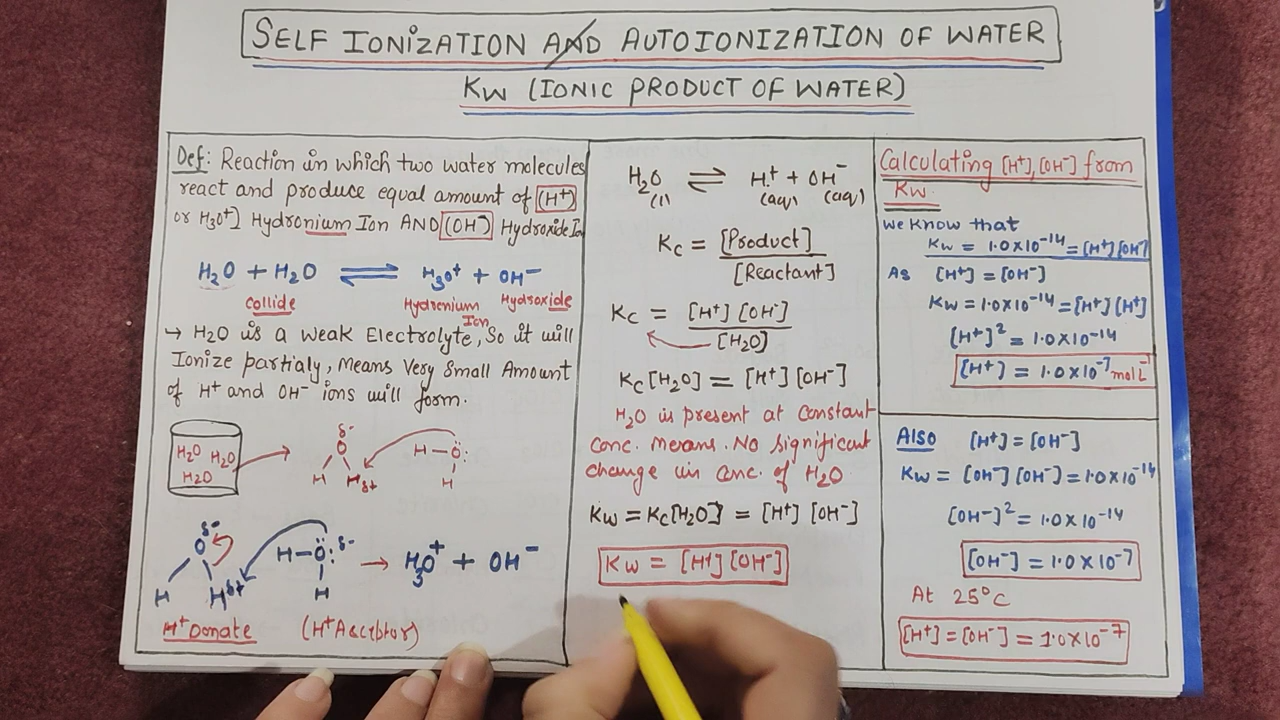 SELF IONIZATION AND AUTOIONIZATION OF WATER
KW (IONIC PRODUCT OF WATER)
Def: Reaction in which two water molecules
react and produce equal amount of (H⁺)
or H₃O⁺] Hydronium Ion AND (OH⁻) Hydroxide Ion
H₂O + H₂O ⇌ H₃O⁺ + OH⁻
Collide Hydronium Ion Hydroxide
→ H₂O is a weak Electrolyte, So it will
Ionize partialy, Means Very Small Amount
of H⁺ and OH⁻ ions will form.
H₂O H₂O
H₂O
δ⁻
O
H H δ+
H–O:
H
δ⁻
O
H H δ+
H–O: δ⁻
H
→ H₃O⁺ + OH⁻
H⁺ Donate (H⁺ Accebtor)
H₂O ⇌ H⁺ + OH⁻
(l) (aq) (aq)
Kc = [Product]
[Reactant]
Kc = [H⁺] [OH⁻]
[H₂O]
Kc[H₂O] = [H⁺] [OH⁻]
H₂O is present at Constant
conc. means. No significant
change in conc. of H₂O
Kw = Kc[H₂O] = [H⁺] [OH⁻]
Kw = [H⁺] [OH⁻]
Calculating [H⁺], [OH⁻] from
KW
we know that
Kw = 1.0×10⁻¹⁴ = [H⁺] [OH⁻]
As [H⁺] = [OH⁻]
Kw = 1.0×10⁻¹⁴ = [H⁺] [H⁺]
[H⁺]² = 1.0×10⁻¹⁴
[H⁺] = 1.0×10⁻⁷ mol L⁻¹
Also [H⁺] = [OH⁻]
Kw = [OH⁻] [OH⁻] = 1.0×10⁻¹⁴
[OH⁻]² = 1.0×10⁻¹⁴
[OH⁻] = 1.0×10⁻⁷
At 25°C
[H⁺] = [OH⁻] = 1.0×10⁻⁷